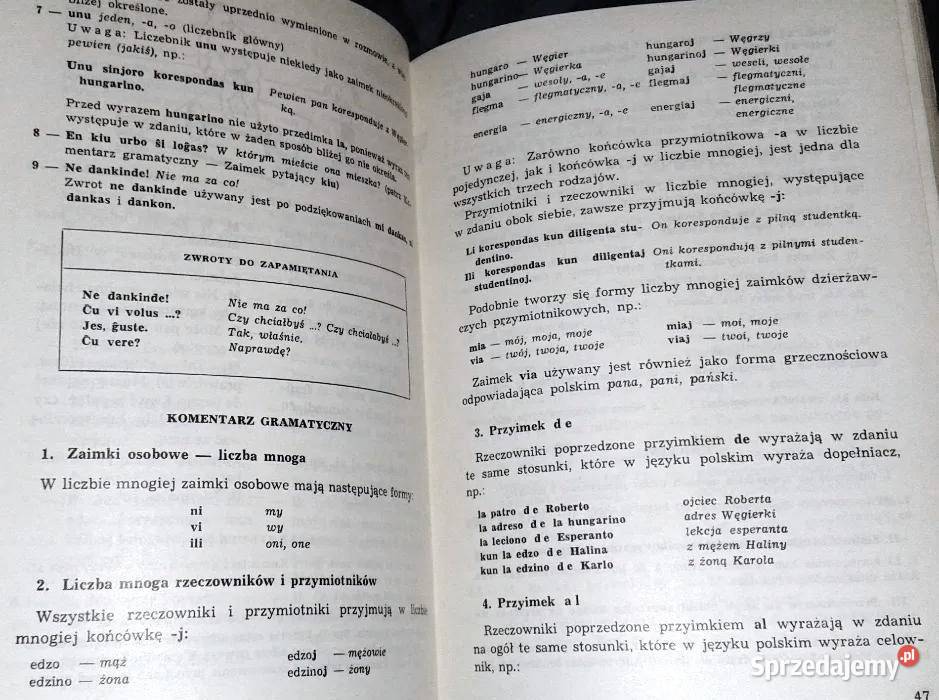 zostały uprzednio wymienione w rozmowie,
bliżej określone.
7 — unu jeden, -a, -o (liczebnik główny)
Uwaga: Liczebnik unu występuje niekiedy jako zaimek
pewien (jakiś), np.:
Unu sinjoro korespondas kun Pewien pan koresponduje z
hungarino. ką.
Przed wyrazem hungarino nie użyto przedimka la, ponieważ wyraz ten
występuje w zdaniu, które w żaden sposób bliżej go nie określa.
8 — En kiu urbo ŝi loĝas? W którym mieście ona mieszka? (patrz
mentarz gramatyczny — Zaimek pytający kiu)
9 — Ne dankinde! Nie ma za co!
Zwrot ne dankinde używany jest po podziękowaniach mi dankas,
dankas i dankon.
ZWROTY DO ZAPAMIĘTANIA
Ne dankinde! Nie ma za co!
Ĉu vi volus ...? Czy chciałbyś ...? Czy chciałabyś ..?
Jes, ĝuste. Tak, właśnie.
Ĉu vere? Naprawdę?
KOMENTARZ GRAMATYCZNY
1. Zaimki osobowe — liczba mnoga
W liczbie mnogiej zaimki osobowe mają następujące formy:
ni my
vi wy
ili oni, one
2. Liczba mnoga rzeczowników i przymiotników
Wszystkie rzeczowniki i przymiotniki przyjmują w liczbie
mnogiej końcówkę -j:
edzo — mąż edzoj — mężowie
edzino — żona edzinoj — żony
hungaro — Węgier hungaroj — Węgrzy
hungarino — Węgierka hungarinoj — Węgierki
gaja — wesoły, -a, -e gajaj — weseli, wesołe
flegma — flegmatyczny, -a, -e flegmaj — flegmatyczni,
flegmatyczne
energia — energiczny, -a, -e energiaj — energiczni,
energiczne
Uwaga: Zarówno końcówka przymiotnikowa -a w liczbie
pojedynczej, jak i końcówka -j w liczbie mnogiej, jest jedna dla
wszystkich trzech rodzajów.
Przymiotniki i rzeczowniki w liczbie mnogiej, występujące
w zdaniu obok siebie, zawsze przyjmują końcówkę -j:
Li korespondas kun diligenta stu- On koresponduje z pilną studentką.
dentino.
Ili korespondas kun diligentaj Oni korespondują z pilnymi studen-
studentinoj. tkami.
Podobnie tworzy się formy liczby mnogiej zaimków dzierżaw-
czych przymiotnikowych, np.:
mia — mój, moja, moje miaj — moi, moje
via — twój, twoja, twoje viaj — twoi, twoje
Zaimek via używany jest również jako forma grzecznościowa
odpowiadająca polskim pana, pani, pański.
3. Przyimek de
Rzeczowniki poprzedzone przyimkiem de wyrażają w zdaniu
te same stosunki, które w języku polskim wyraża dopełniacz,
np.:
la patro de Roberto ojciec Roberta
la adreso de la hungarino adres Węgierki
la leciono de Esperanto lekcja esperanta
kun la edzo de Halina z mężem Haliny
kun la edzino de Karlo z żoną Karola
4. Przyimek al
Rzeczowniki poprzedzone przyimkiem al wyrażają w zdaniu
na ogół te same stosunki, które w języku polskim wyraża celow-
nik, np.:
47
Sprzedajemy.pl